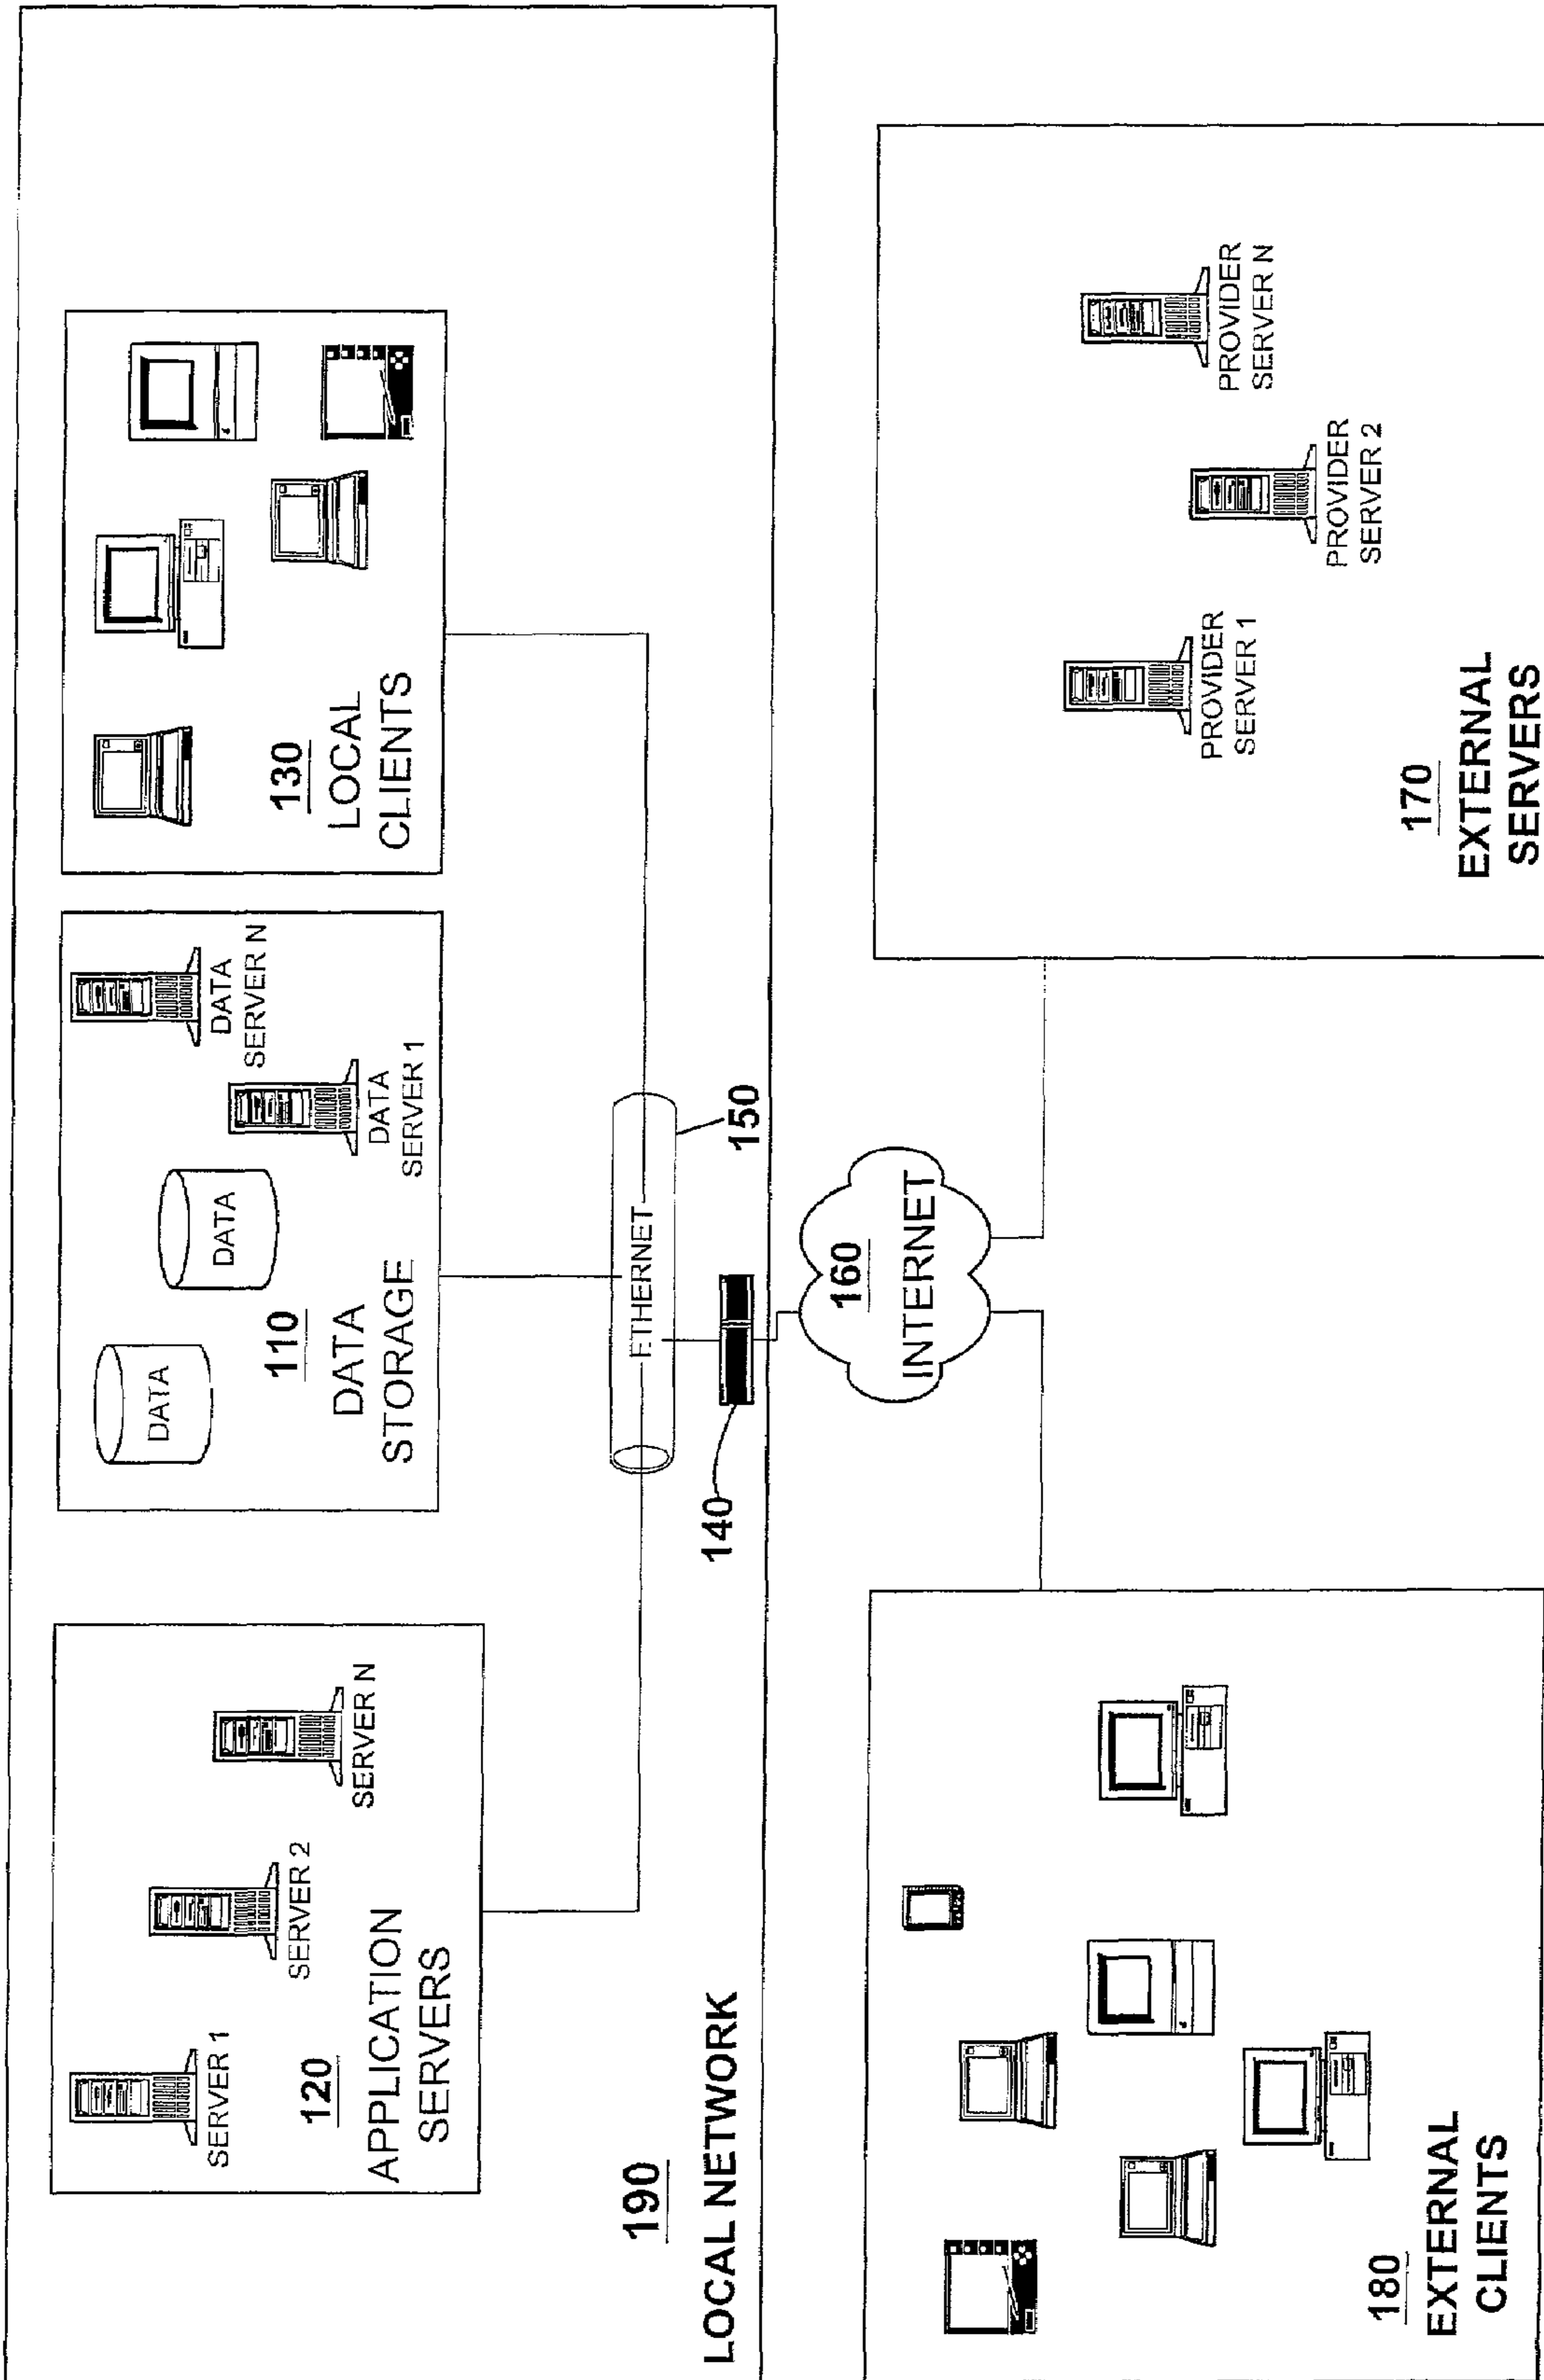 SERVER 1
SERVER 2
SERVER N
120
APPLICATION
SERVERS
DATA
DATA
DATA
SERVER N
DATA
SERVER 1
110
DATA
STORAGE
130
LOCAL
CLIENTS
ETHERNET
150
140
190
LOCAL NETWORK
160
INTERNET
180
EXTERNAL
CLIENTS
PROVIDER
SERVER 1
PROVIDER
SERVER 2
PROVIDER
SERVER N
170
EXTERNAL
SERVERS